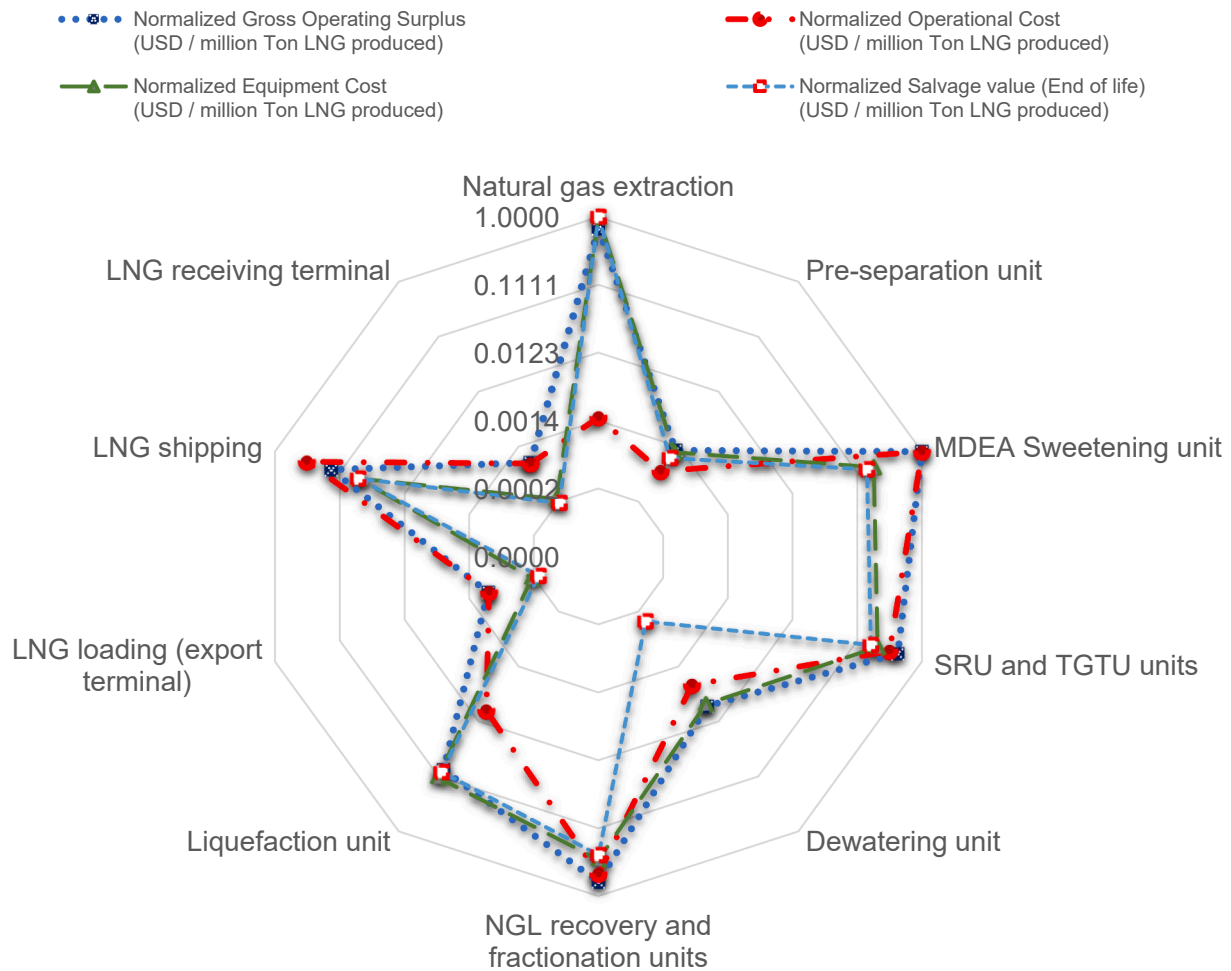 Normalized Gross Operating Surplus
(USD / million Ton LNG produced)
Normalized Operational Cost
(USD / million Ton LNG produced)
Normalized Equipment Cost
(USD / million Ton LNG produced)
Normalized Salvage value (End of life)
(USD / million Ton LNG produced)
Natural gas extraction
1.0000
LNG receiving terminal
Pre-separation unit
0.1111
0.0123
0.0014
LNG shipping
MDEA Sweetening unit
0.0002
0.0000
LNG loading (export
terminal)
SRU and TGTU units
Liquefaction unit
Dewatering unit
NGL recovery and
fractionation units